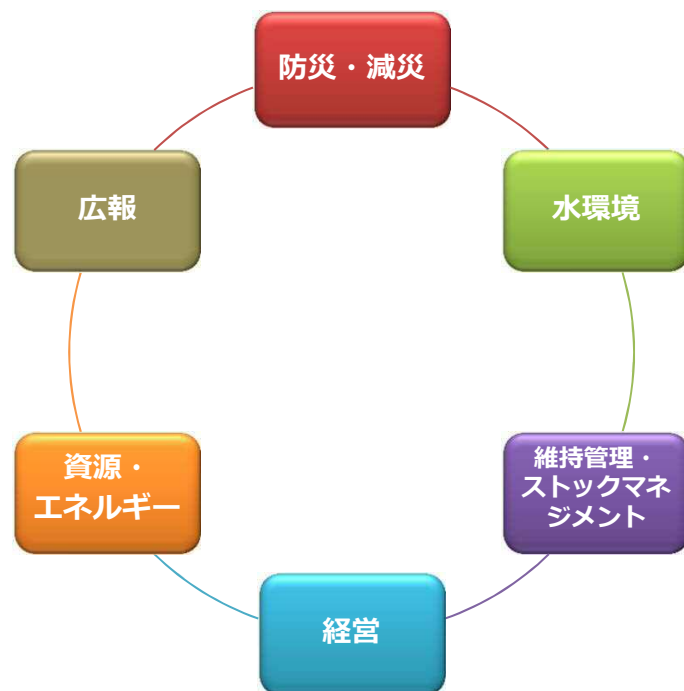 防災・減災
水環境
維持管理・
ストックマネ
ジメント
経営
資源・
エネルギー
広報